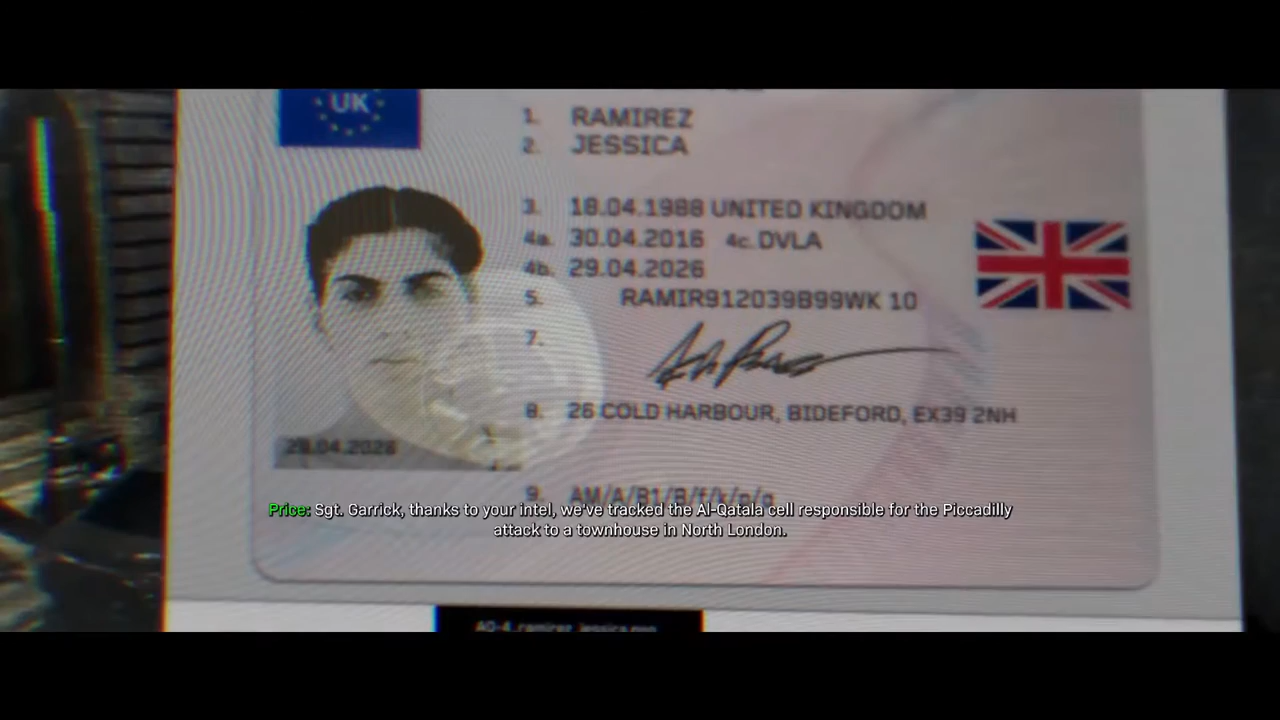 UK
1. RAMIREZ
2. JESSICA
3. 18.04.1988 UNITED KINGDOM
4a. 30.04.2016 4c. DVLA
4b. 29.04.2026
5. RAMIR912039B99WK 10
7.
8. 26 COLD HARBOUR, BIDEFORD, EX39 2NH
29.04.2026
9. AM/A/B1/B/f/k/p/q
Price: Sgt. Garrick, thanks to your intel, we've tracked the Al-Qatala cell responsible for the Piccadilly
attack to a townhouse in North London.
AQ-4_ramirez_jessica.png